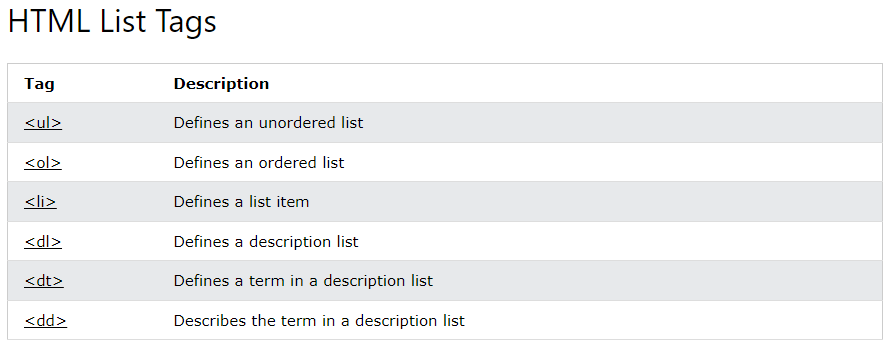 HTML List Tags
Tag Description
<ul> Defines an unordered list
<ol> Defines an ordered list
<li> Defines a list item
<dl> Defines a description list
<dt> Defines a term in a description list
<dd> Describes the term in a description list